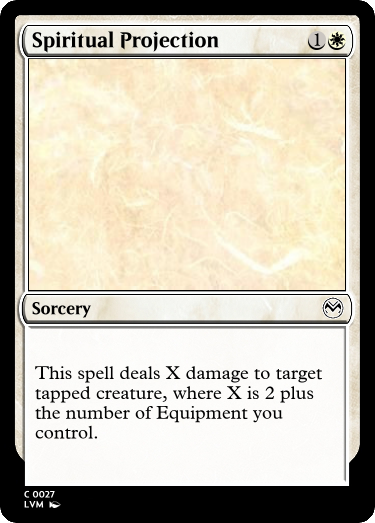 Spiritual Projection 1
Sorcery
This spell deals X damage to target
tapped creature, where X is 2 plus
the number of Equipment you
control.
C 0027
LVM